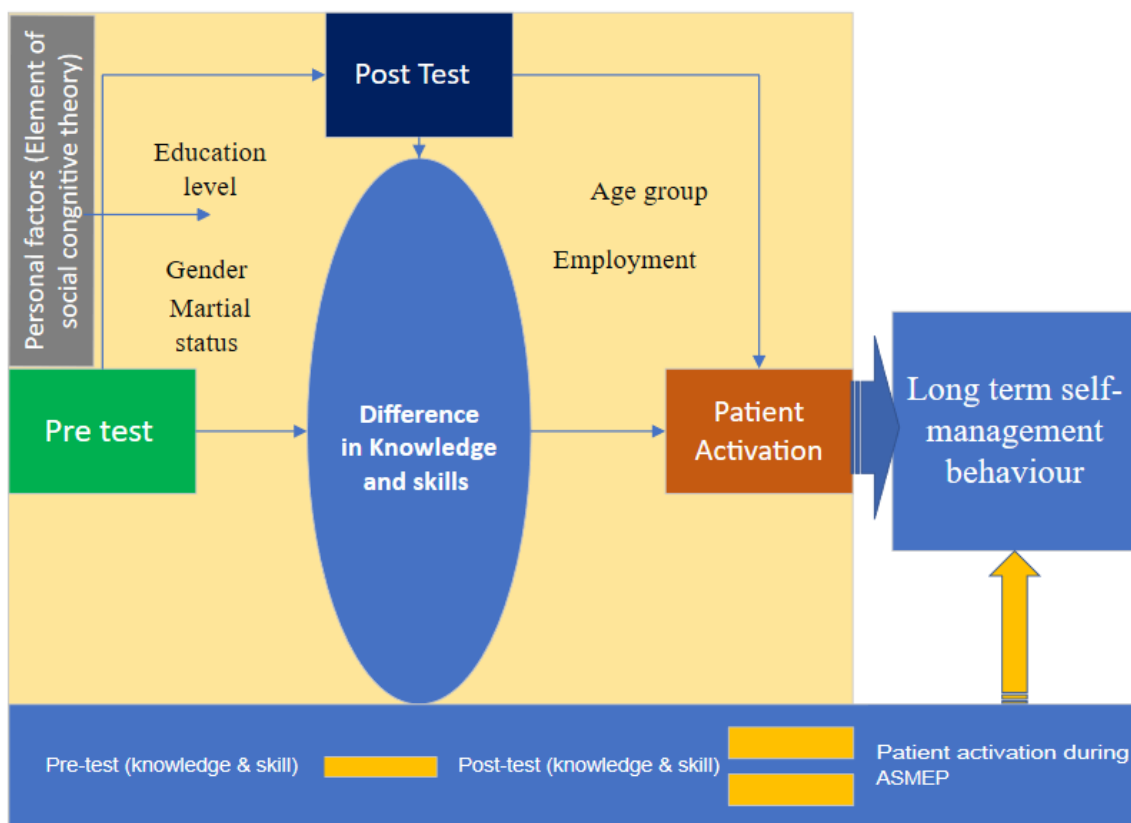 Personal factors (Element of
social congnitive theory)
Post Test
Education
level
Age group
Employment
Gender
Martial
status
Pre test
Difference
in Knowledge
and skills
Patient
Activation
Long term self-
management
behaviour
Pre-test (knowledge & skill)
Post-test (knowledge & skill)
Patient activation during
ASMEP